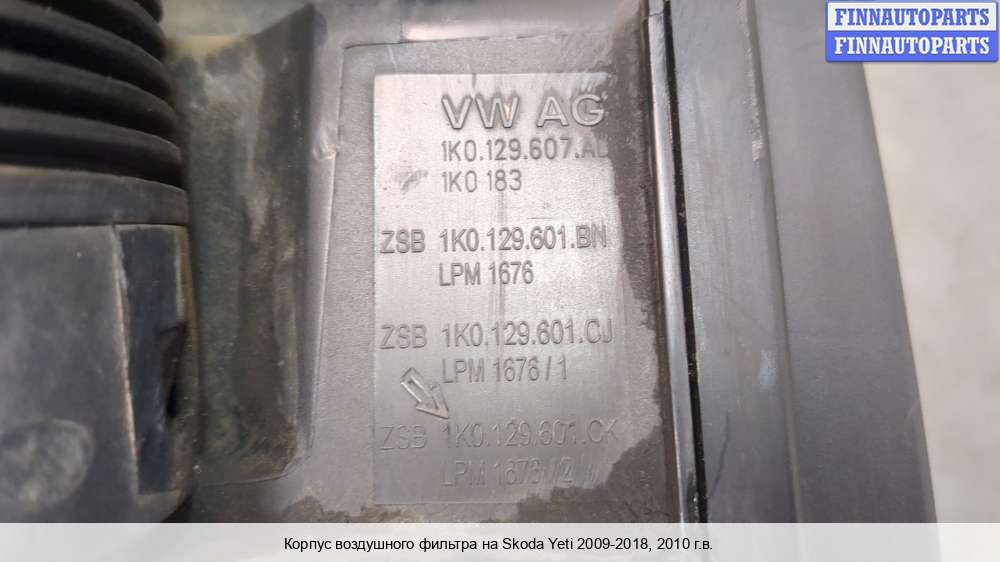 FINNAUTOPARTS
FINNAUTOPARTS
VW AG
1K0.129.607.AD
1K0 183
ZSB 1K0.129.601.BN
LPM 1676
ZSB 1K0.129.601.CJ
LPM 1676/1
ZSB 1K0.129.601.CK
LPM
Корпус воздушного фильтра на Skoda Yeti 2009-2018, 2010 г.в.